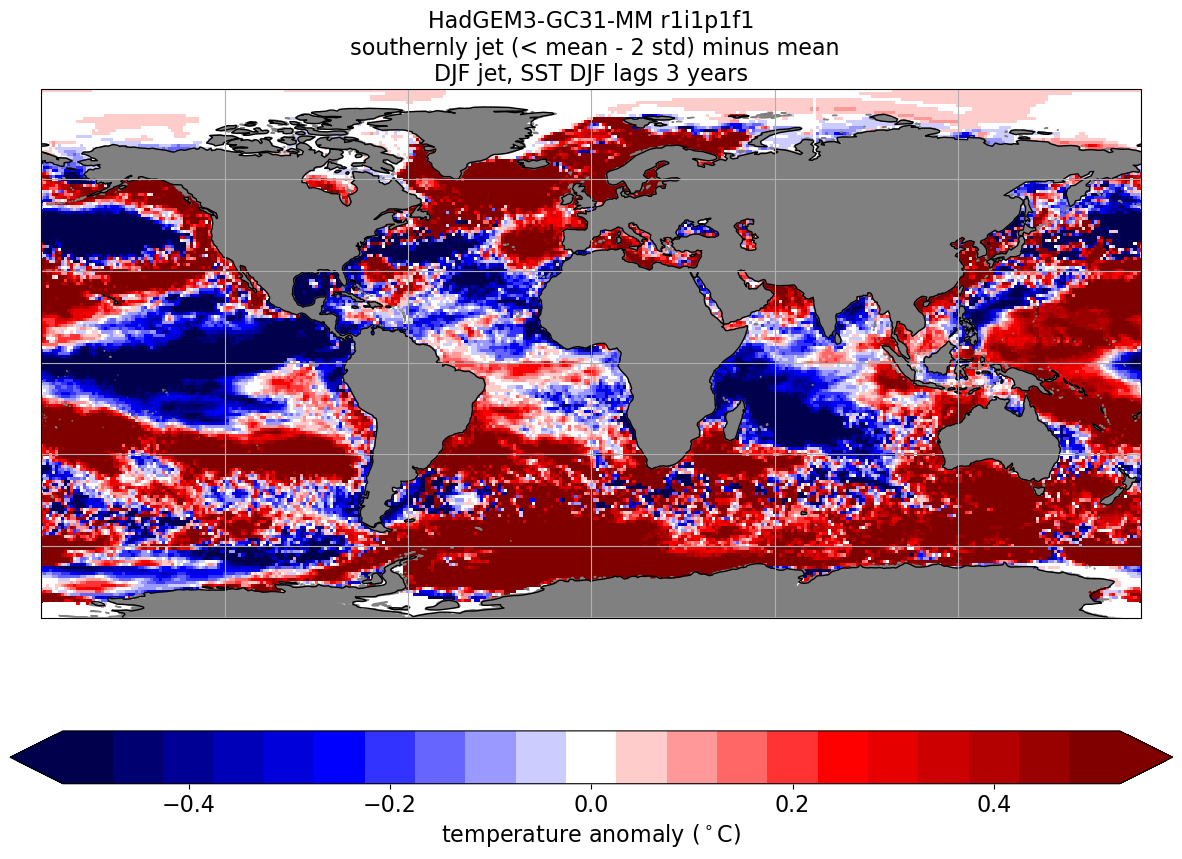 HadGEM3-GC31-MM r1i1p1f1
southernly jet (< mean - 2 std) minus mean
DJF jet, SST DJF lags 3 years
−0.4 −0.2 0.0 0.2 0.4
temperature anomaly (°C)